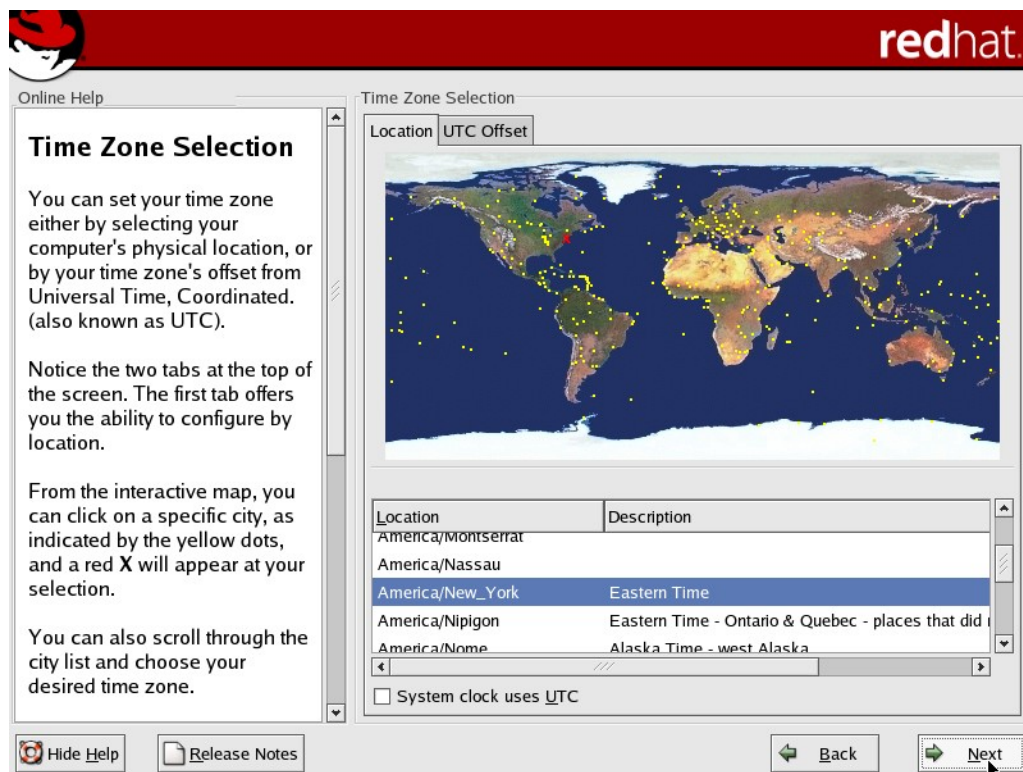 redhat.
Online Help
Time Zone Selection
You can set your time zone
either by selecting your
computer's physical location, or
by your time zone's offset from
Universal Time, Coordinated.
(also known as UTC).
Notice the two tabs at the top of
the screen. The first tab offers
you the ability to configure by
location.
From the interactive map, you
can click on a specific city, as
indicated by the yellow dots,
and a red X will appear at your
selection.
You can also scroll through the
city list and choose your
desired time zone.
Time Zone Selection
Location UTC Offset
Location Description
America/Montserrat
America/Nassau
America/New_York Eastern Time
America/Nipigon Eastern Time - Ontario & Quebec - places that did
America/Nome Alaska Time - west Alaska
System clock uses UTC
Hide Help Release Notes Back Next